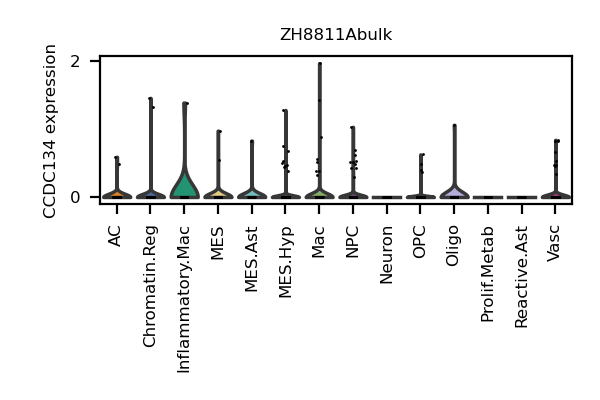 ZH8811Abulk
CCDC134 expression
2
0
AC
Chromatin.Reg
Inflammatory.Mac
MES
MES.Ast
MES.Hyp
Mac
NPC
Neuron
OPC
Oligo
Prolif.Metab
Reactive.Ast
Vasc